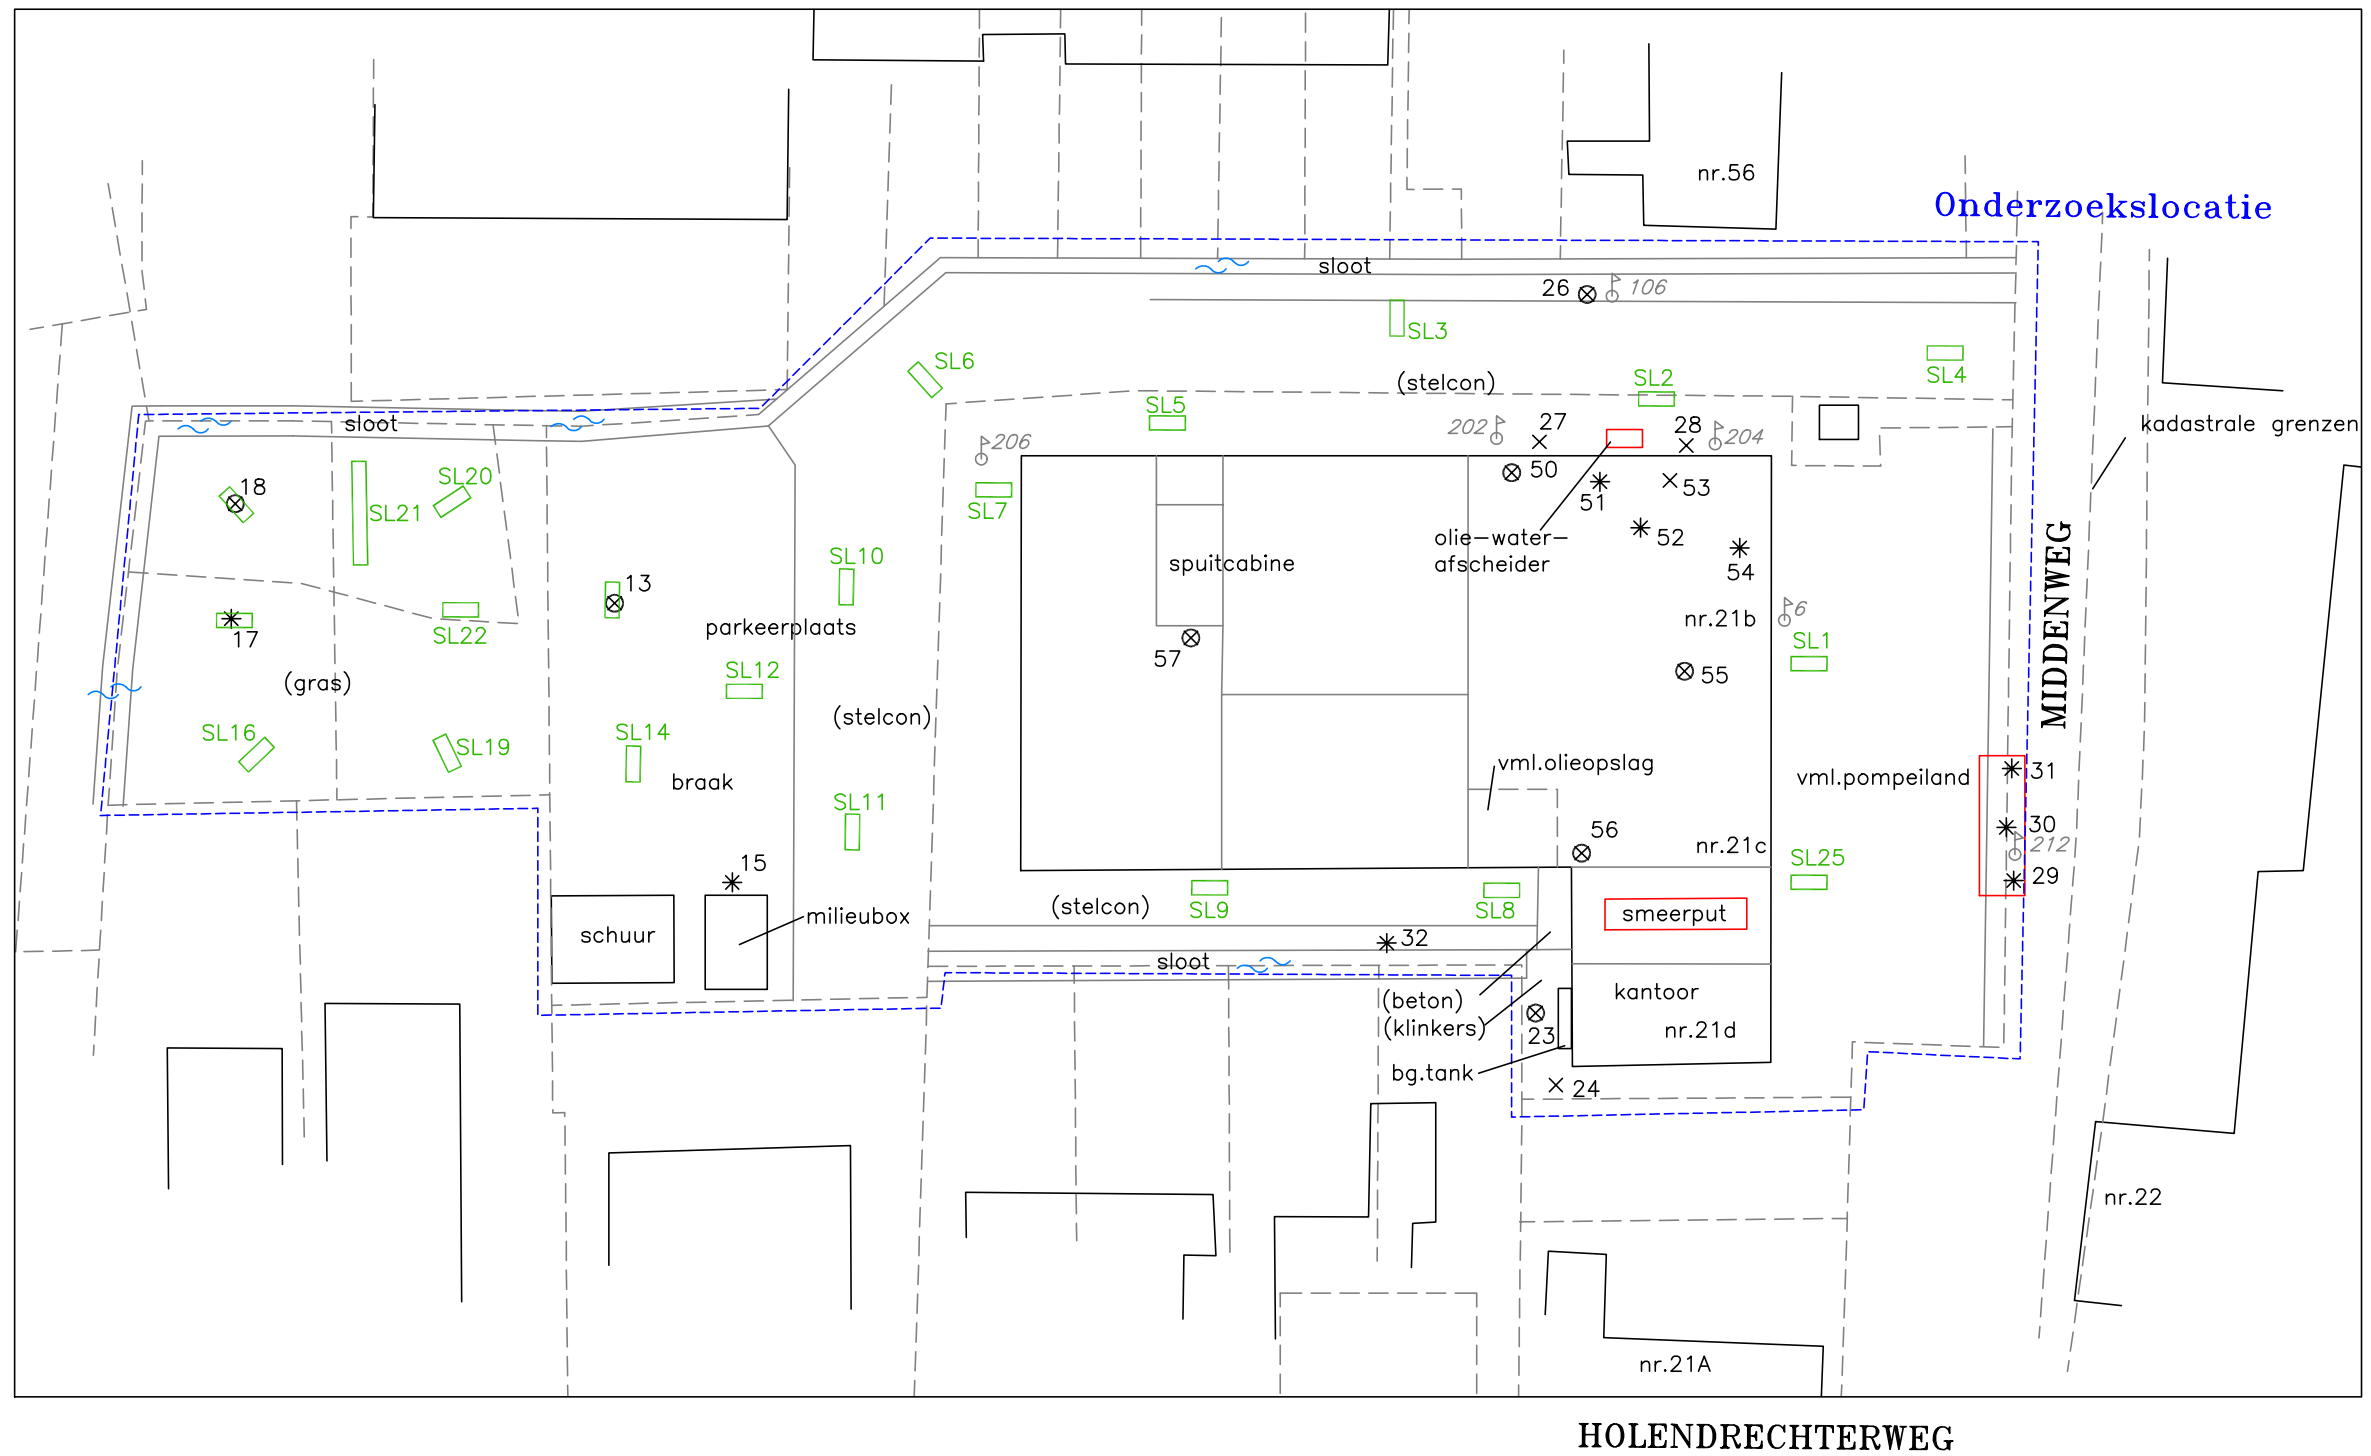 nr.56
Onderzoekslocatie
sloot
26
106
SL3
SL6
(stelcon)
SL2
SL4
SL5
sloot
202
27
28
204
kadastrale grenzen
206
50
SL20
18
SL21
SL7
51
53
olie-water-
afscheider
52
54
spuitcabine
SL10
13
MIDDENWEG
6
nr.21b
parkeerplaats
17
SL22
SL1
57
SL12
55
(gras)
(stelcon)
SL16
SL14
SL19
vml.olieopslag
31
vml.pompeiland
braak
SL11
56
30
212
nr.21c
15
SL25
29
SL9
SL8
(stelcon)
milieubox
smeerput
schuur
32
sloot
kantoor
(beton)
(klinkers)
23
nr.21d
bg.tank
24
nr.22
nr.21A
HOLENDRECHTERWEG